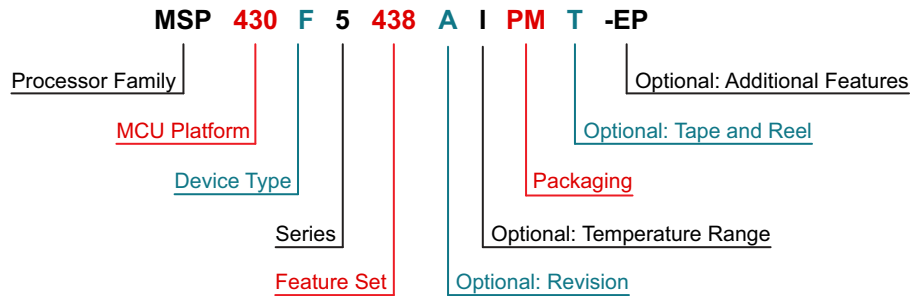 MSP 430 F 5 438 A I PM T -EP
Processor Family
Optional: Additional Features
MCU Platform
Optional: Tape and Reel
Device Type
Packaging
Series
Optional: Temperature Range
Feature Set
Optional: Revision